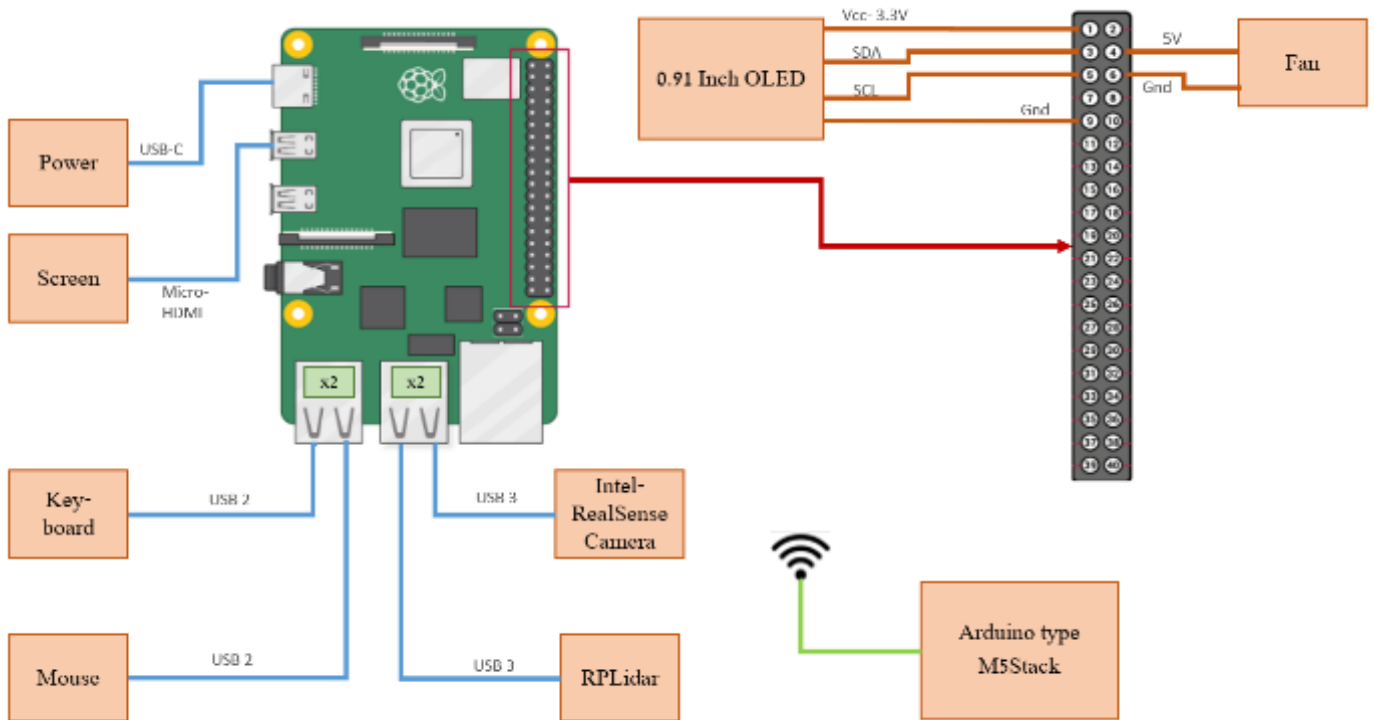 Vcc- 3.3V
SDA
SCL
Gnd
0.91 Inch OLED
5V
Gnd
Fan
1 2
3 4
5 6
7 8
9 10
11 12
13 14
15 16
17 18
19 20
21 22
23 24
25 26
27 28
29 30
31 32
33 34
35 36
37 38
39 40
Power
USB-C
Screen
Micro-
HDMI
x2
x2
Key-
board
USB 2
USB 3
Intel-
RealSense
Camera
Mouse
USB 2
USB 3
RPLidar
Arduino type
M5Stack